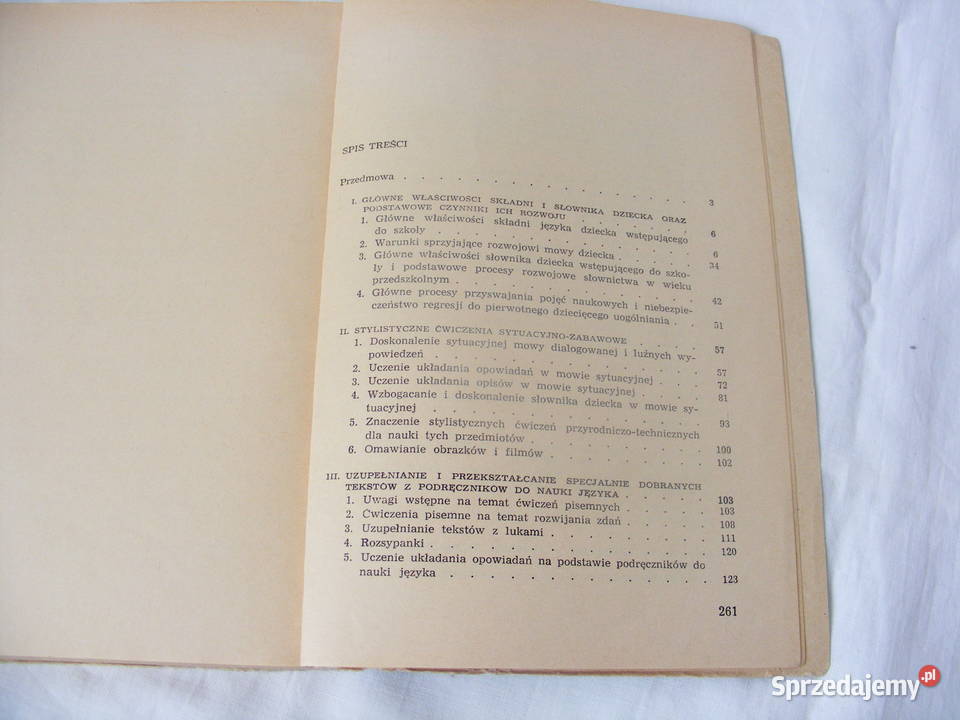 SPIS TREŚCI
Przedmowa . . . . . . . . . . . . . . 3
I. GŁÓWNE WŁAŚCIWOŚCI SKŁADNI I SŁOWNIKA DZIECKA ORAZ
PODSTAWOWE CZYNNIKI ICH ROZWOJU . . . . . . 6
1. Główne właściwości składni języka dziecka wstępującego
do szkoły . . . . . . . . . . . . . 6
2. Warunki sprzyjające rozwojowi mowy dziecka . . . . 34
3. Główne właściwości słownika dziecka wstępującego do szko-
ły i podstawowe procesy rozwojowe słownictwa w wieku
przedszkolnym . . . . . . . . . . . . 42
4. Główne procesy przyswajania pojęć naukowych i niebezpie-
czeństwo regresji do pierwotnego dziecięcego uogólniania . . 51
II. STYLISTYCZNE ĆWICZENIA SYTUACYJNO-ZABAWOWE . . . . 57
1. Doskonalenie sytuacyjnej mowy dialogowanej i luźnych wy-
powiedzeń . . . . . . . . . . . . . 57
2. Uczenie układania opowiadań w mowie sytuacyjnej . . . 72
3. Uczenie układania opisów w mowie sytuacyjnej . . . . 81
4. Wzbogacanie i doskonalenie słownika dziecka w mowie sy-
tuacyjnej . . . . . . . . . . . . . 93
5. Znaczenie stylistycznych ćwiczeń przyrodniczo-technicznych
dla nauki tych przedmiotów . . . . . . . . . 100
6. Omawianie obrazków i filmów . . . . . . . . 102
III. UZUPEŁNIANIE I PRZEKSZTAŁCANIE SPECJALNIE DOBRANYCH
TEKSTÓW Z PODRĘCZNIKÓW DO NAUKI JĘZYKA . . . . 103
1. Uwagi wstępne na temat ćwiczeń pisemnych . . . . . 103
2. Ćwiczenia pisemne na temat rozwijania zdań . . . . . 108
3. Uzupełnianie tekstów z lukami . . . . . . . . 111
4. Rozsypanki . . . . . . . . . . . . . 120
5. Uczenie układania opowiadań na podstawie podręczników do
nauki języka . . . . . . . . . . . . . 123
261
Sprzedajemy.pl